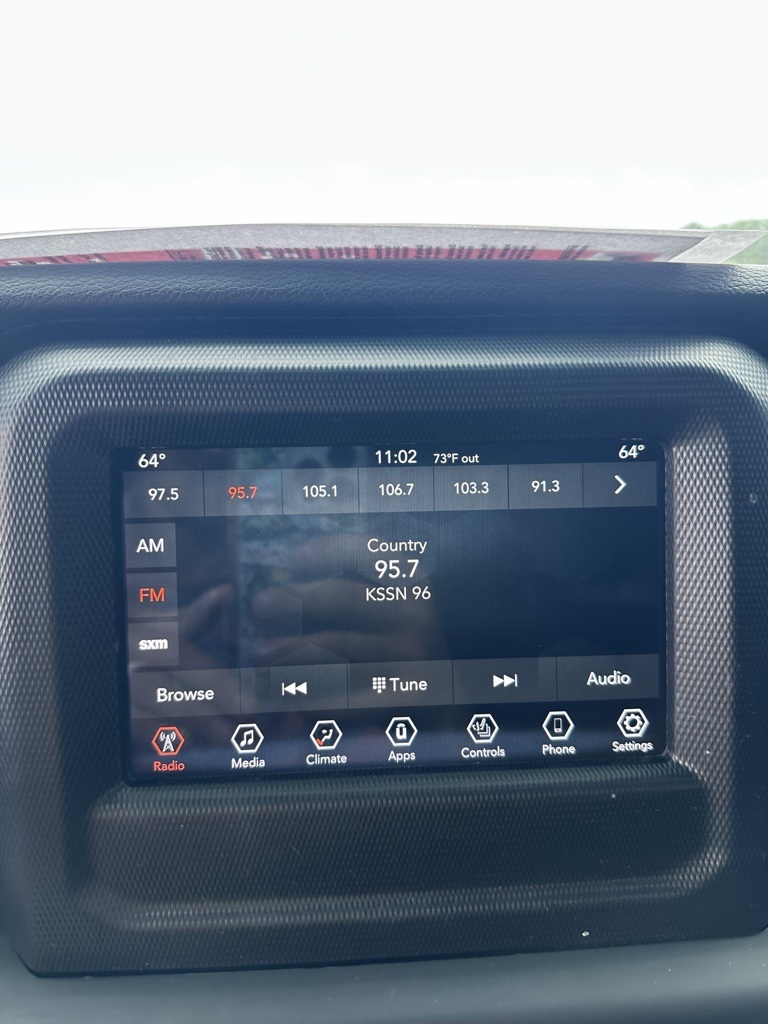 64° 11:02 73°F out 64°
97.5 95.7 105.1 106.7 103.3 91.3
AM
Country
95.7
FM
KSSN 96
sxm
Browse Tune Audio
Radio Media Climate Apps Controls Phone Settings